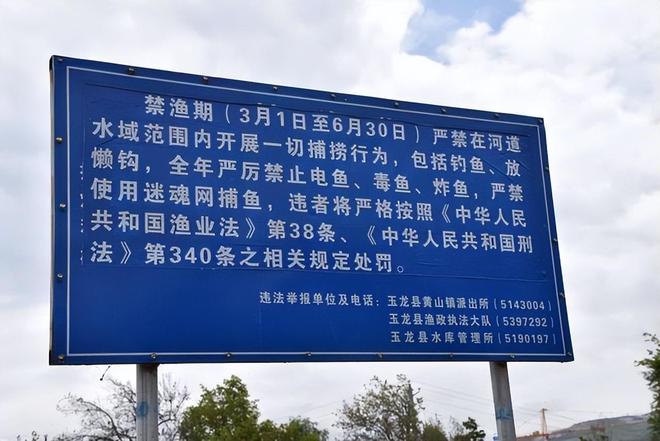 禁渔期（3月1日至6月30日）严禁在河道
水域范围内开展一切捕捞行为，包括钓鱼、放
懒钩，全年严厉禁止电鱼、毒鱼、炸鱼，严禁
使用迷魂网捕鱼，违者将严格按照《中华人民
共和国渔业法》第38条、《中华人民共和国刑
法》第340条之相关规定处罚。
违法举报单位及电话：玉龙县黄山镇派出所（5143004）
玉龙县渔政执法大队（5397292）
玉龙县水库管理所（5190197）